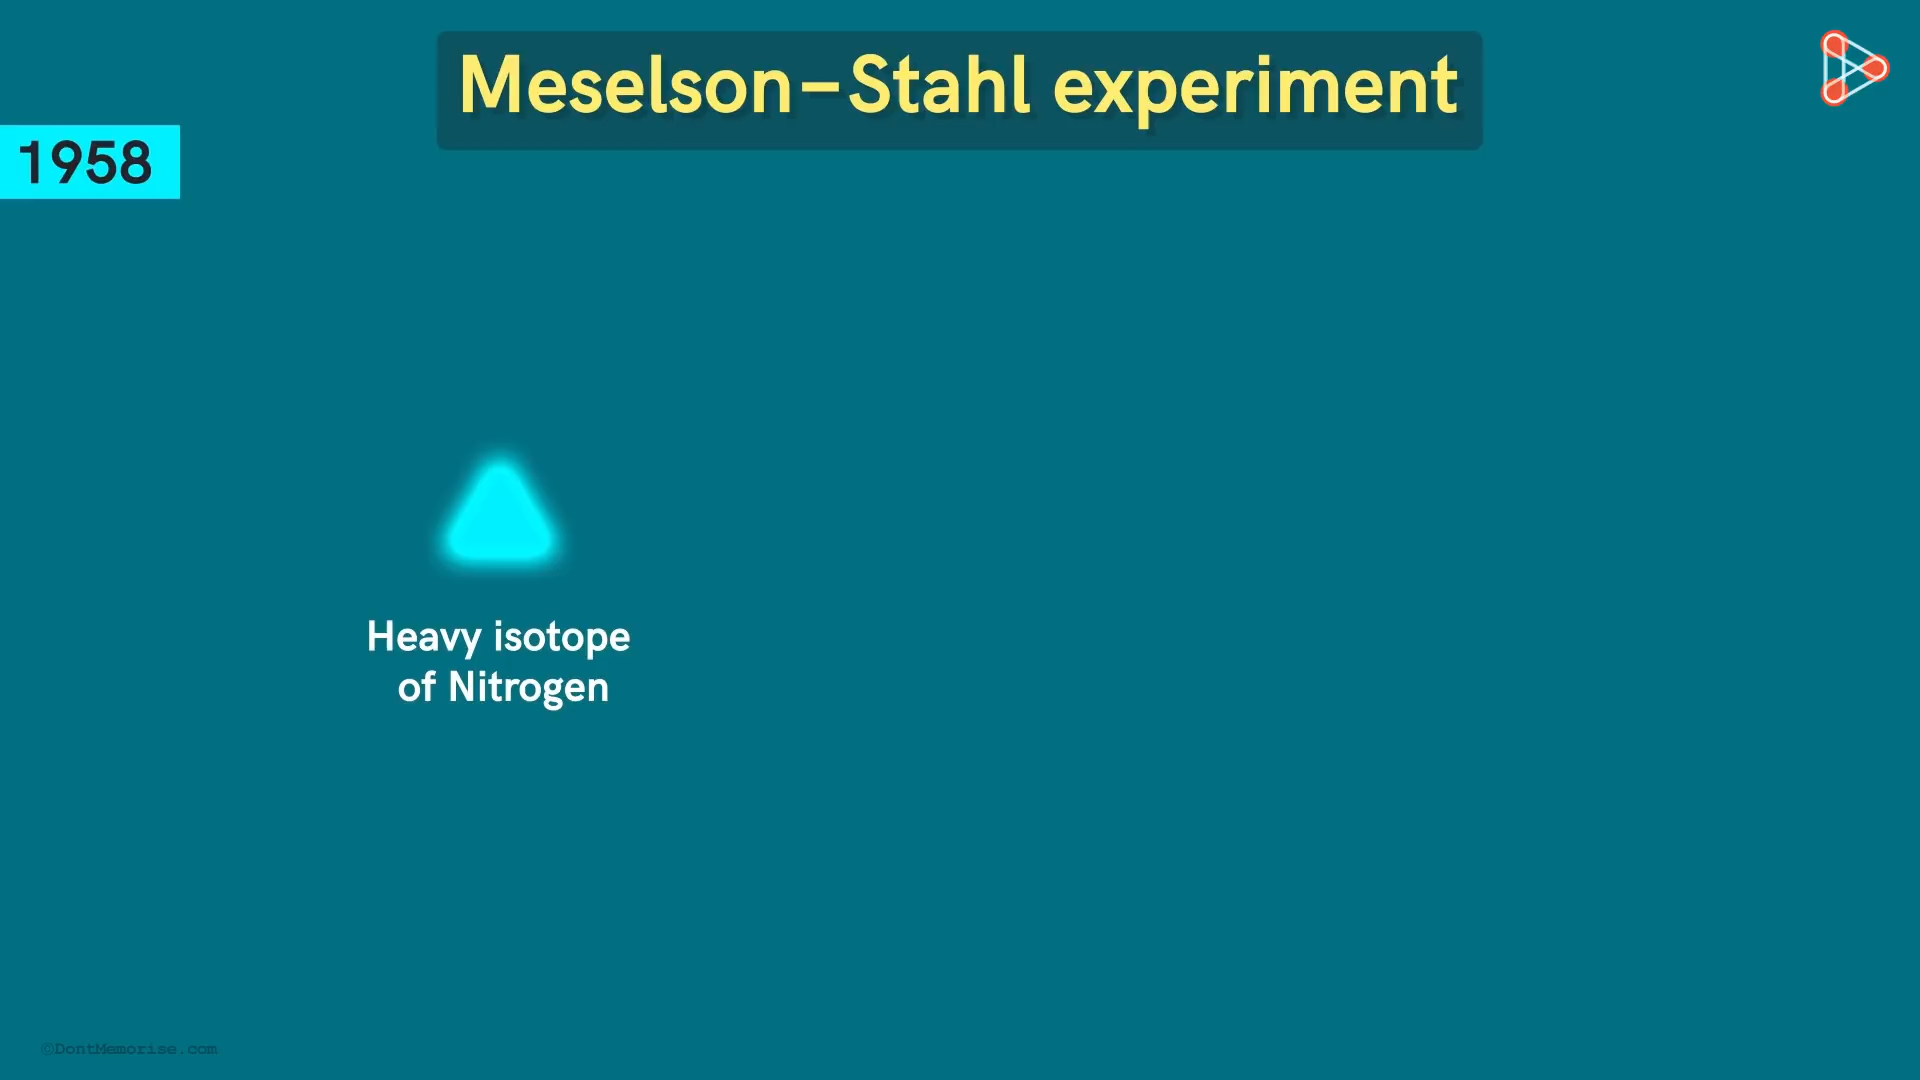 Meselson–Stahl experiment
1958
Heavy isotope
of Nitrogen
©DontMemorise.com